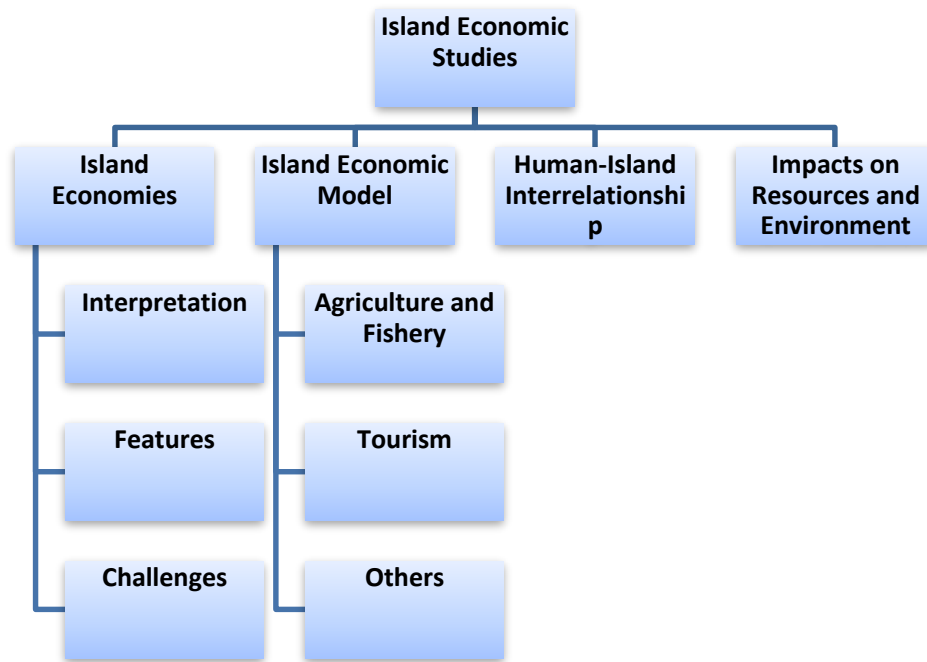 Island Economic
Studies
Island
Economies
Island Economic
Model
Human-Island
Interrelationshi
p
Impacts on
Resources and
Environment
Interpretation
Agriculture and
Fishery
Features
Tourism
Challenges
Others